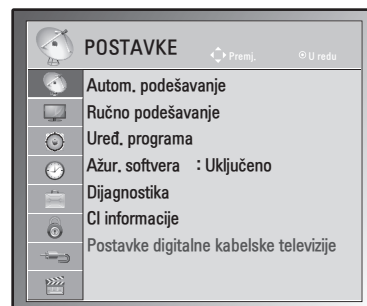 POSTAVKE
Premj.
U redu
Autom. podešavanje
Ručno podešavanje
Uređ. programa
Ažur. softvera : Uključeno
Dijagnostika
CI informacije
Postavke digitalne kabelske televizije